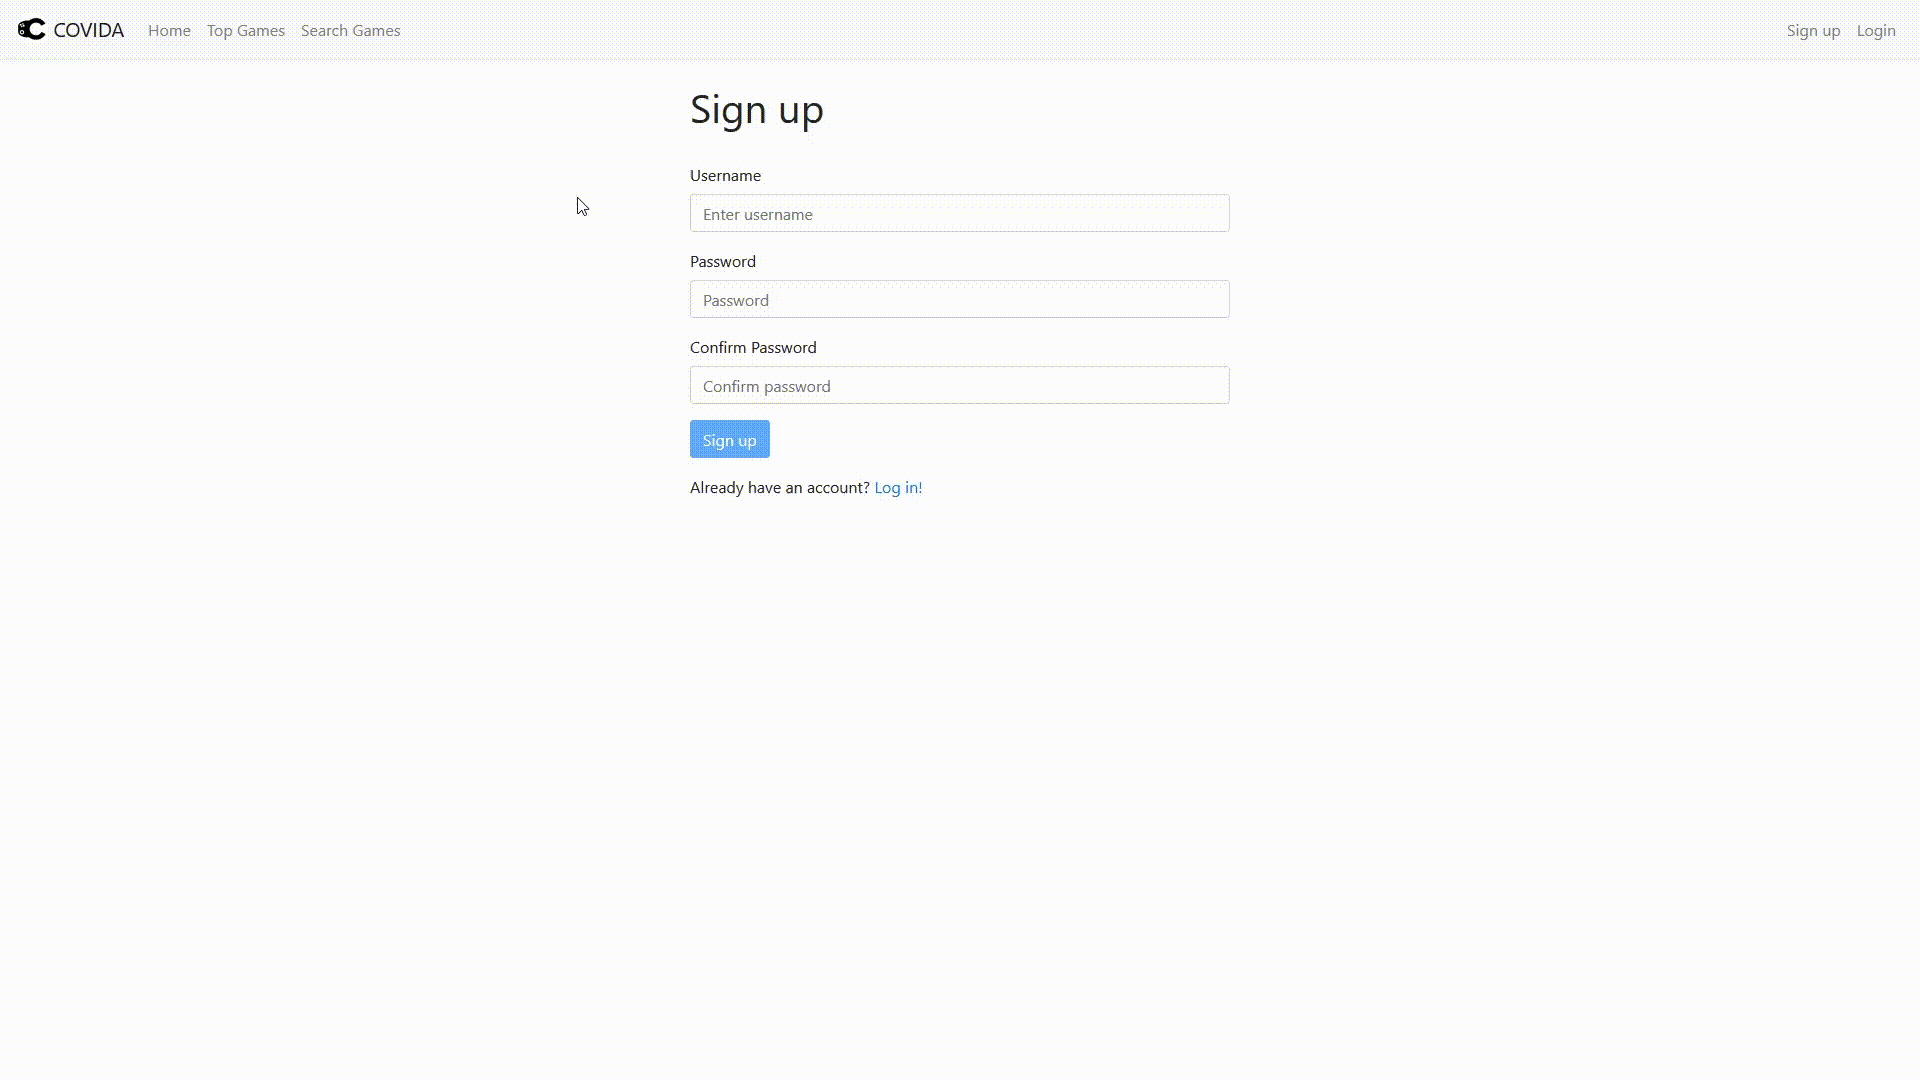 COVIDA Home Top Games Search Games Sign up Login
Sign up
Username
Enter username
Password
Password
Confirm Password
Confirm password
Sign up
Already have an account? Log in!